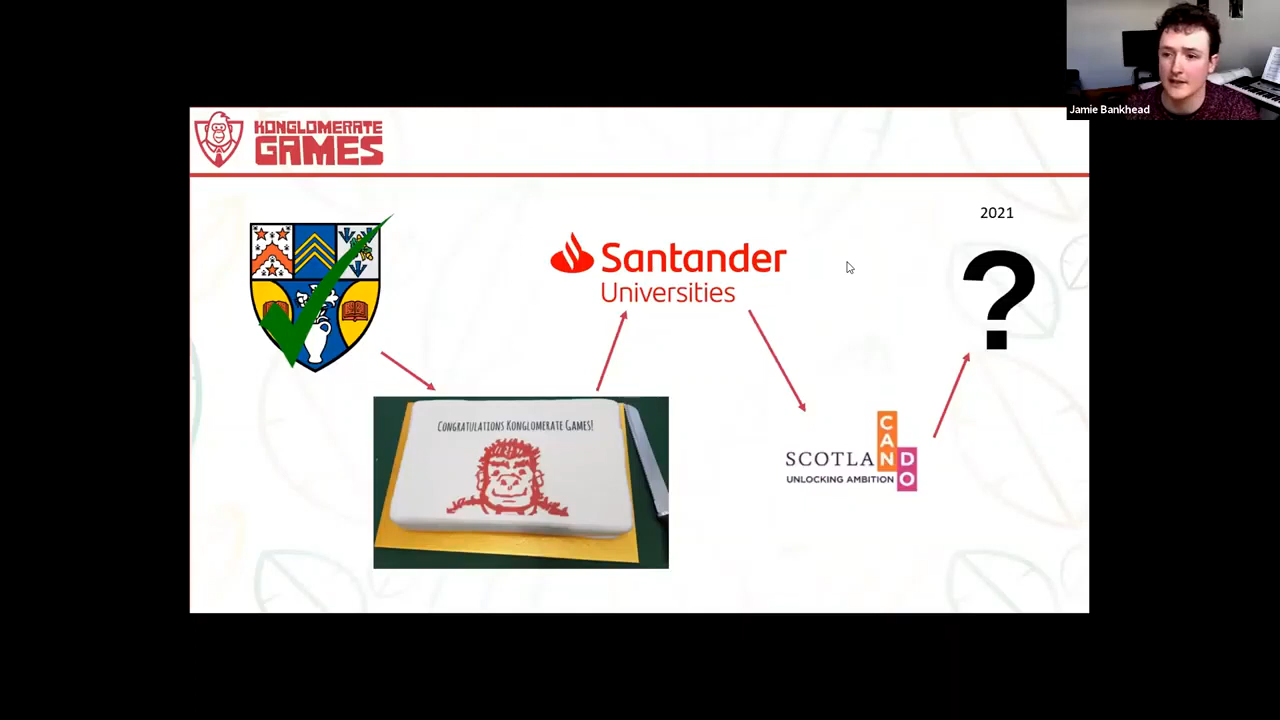 Jamie Bankhead
KONGLOMERATE
GAMES
2021
Santander
Universities
CONGRATULATIONS KONGLOMERATE GAMES!
SCOTLAND
CAN
DO
UNLOCKING AMBITION
?